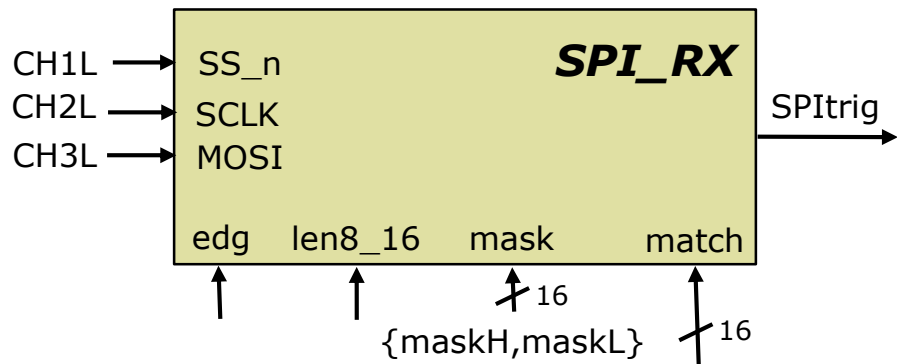 CH1L SS_n SPI_RX
CH2L SCLK SPItrig
CH3L MOSI
edg len8_16 mask match
16
{maskH,maskL} 16